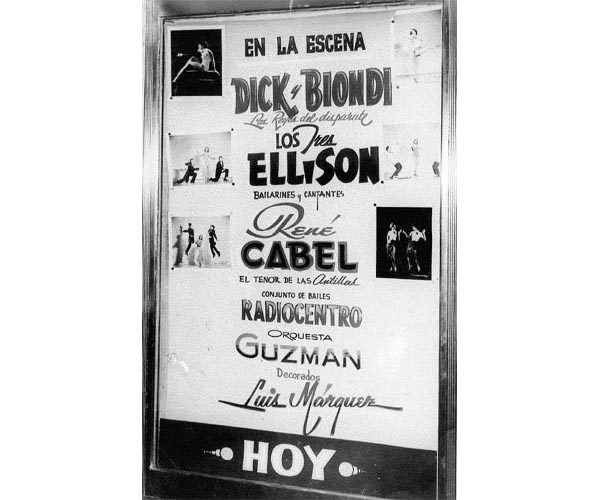 EN LA ESCENA
DICK y BIONDI
Los Reyes del disparate
LOS Tres
ELLISON
BAILARINES y CANTANTES
René
CABEL
EL TENOR DE LAS Antillas
CONJUNTO DE BAILES
RADIOCENTRO
ORQUESTA
GUZMAN
Decorados
Luis Márquez
HOY